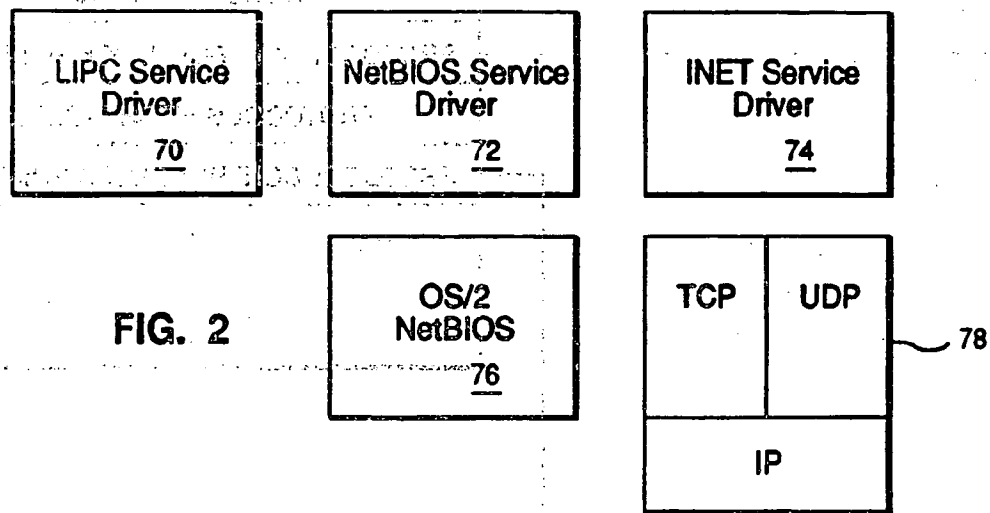 LIPC Service
Driver
70
NetBIOS Service
Driver
72
INET Service
Driver
74
FIG. 2
OS/2
NetBIOS
76
TCP
UDP
78
IP